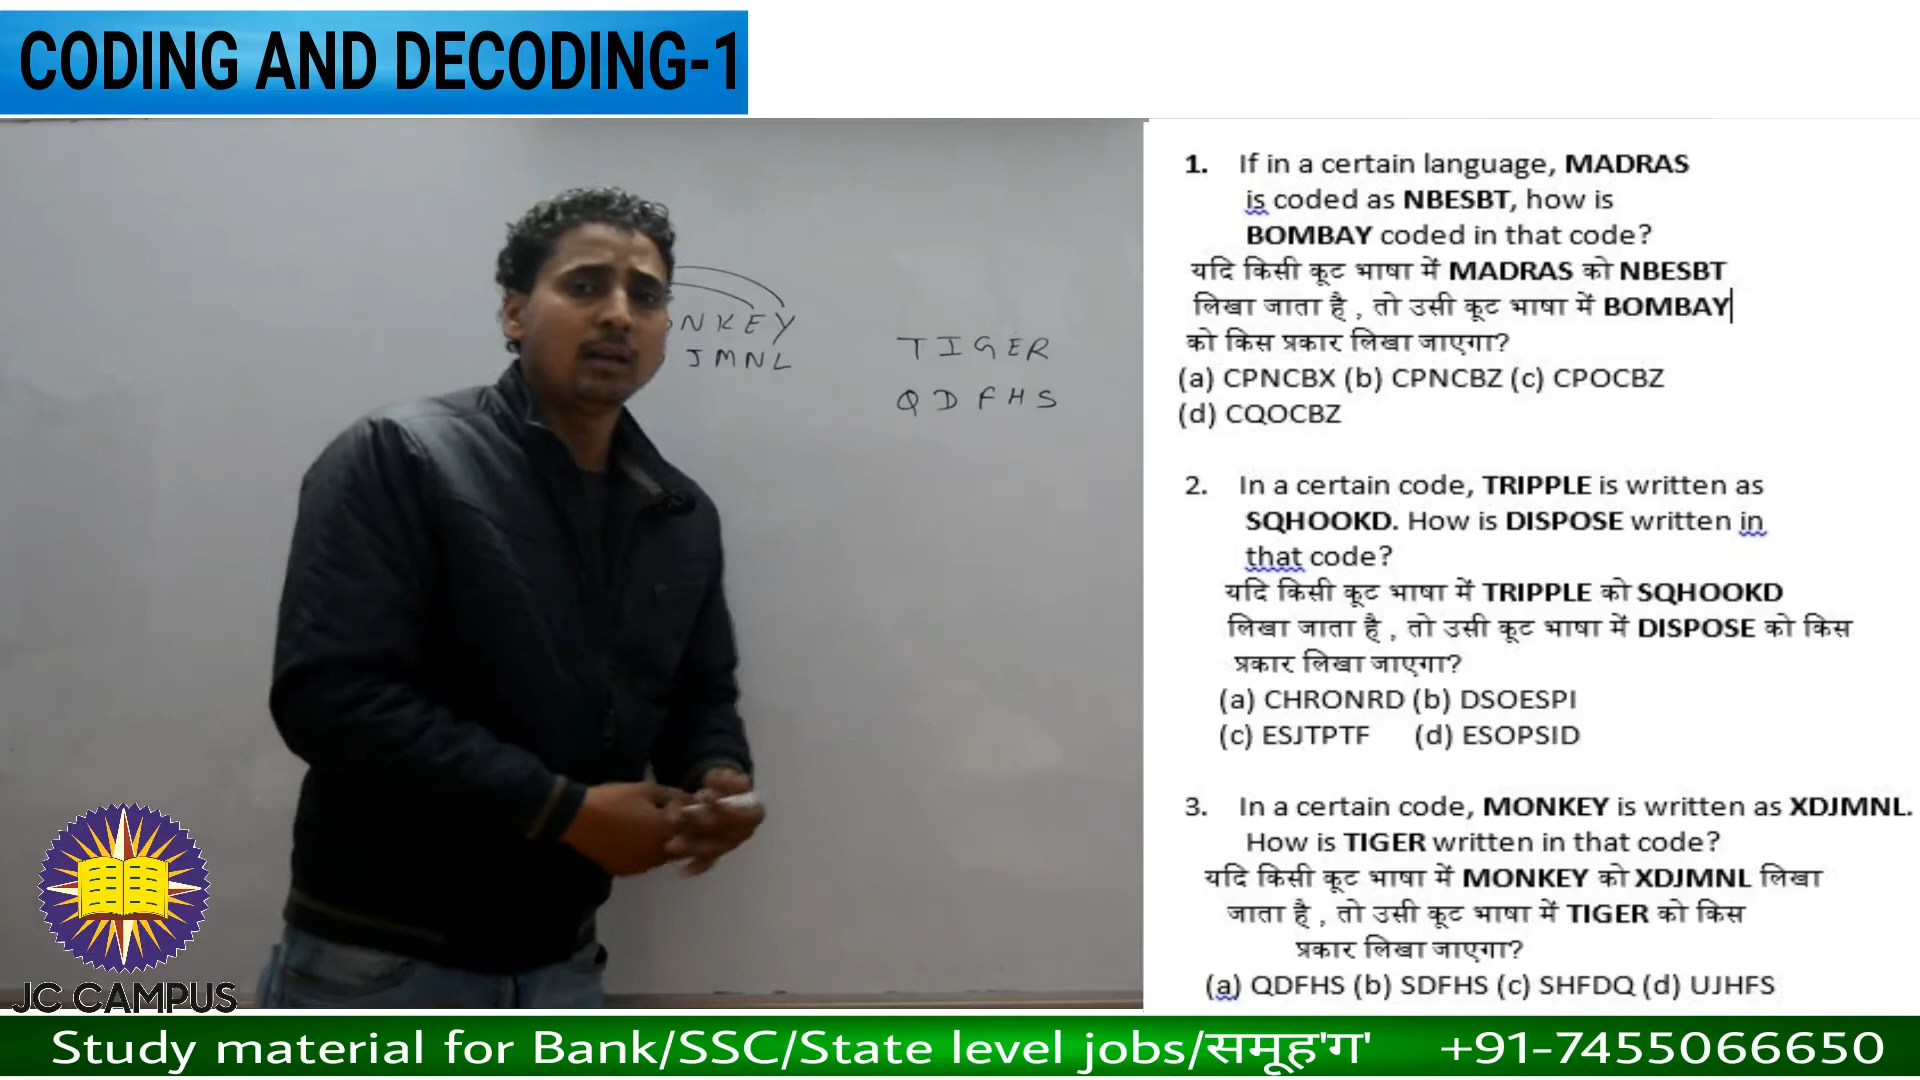 CODING AND DECODING-1
NKEY
JMNL
TIGER
QDFHS
1. If in a certain language, MADRAS
is coded as NBESBT, how is
BOMBAY coded in that code?
यदि किसी कूट भाषा में MADRAS को NBESBT
लिखा जाता है , तो उसी कूट भाषा में BOMBAY
को किस प्रकार लिखा जाएगा?
(a) CPNCBX (b) CPNCBZ (c) CPOCBZ
(d) CQOCBZ
2. In a certain code, TRIPPLE is written as
SQHOOKD. How is DISPOSE written in
that code?
यदि किसी कूट भाषा में TRIPPLE को SQHOOKD
लिखा जाता है , तो उसी कूट भाषा में DISPOSE को किस
प्रकार लिखा जाएगा?
(a) CHRONRD (b) DSOESPI
(c) ESJTPTF (d) ESOPSID
3. In a certain code, MONKEY is written as XDJMNL.
How is TIGER written in that code?
यदि किसी कूट भाषा में MONKEY को XDJMNL लिखा
जाता है , तो उसी कूट भाषा में TIGER को किस
प्रकार लिखा जाएगा?
(a) QDFHS (b) SDFHS (c) SHFDQ (d) UJHFS
JC CAMPUS
Study material for Bank/SSC/State level jobs/समूह'ग' +91-7455066650